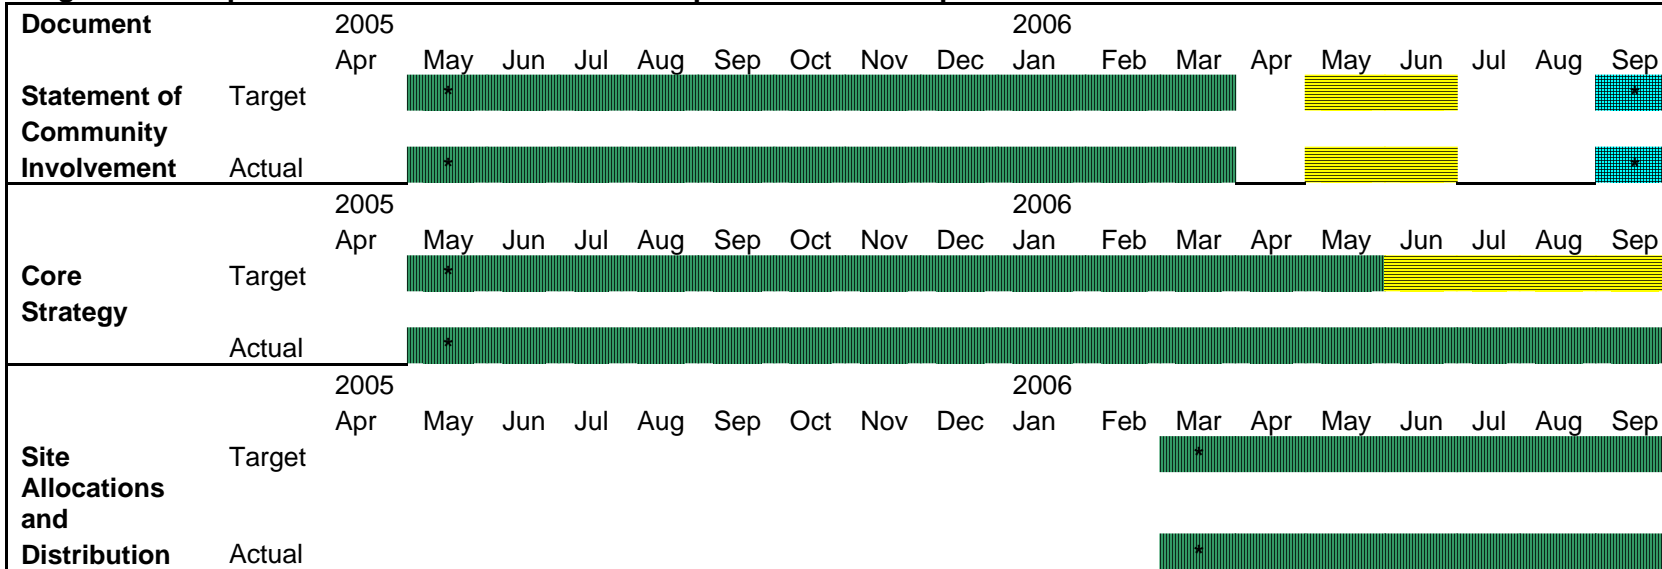 Document 2005 2006
Apr May Jun Jul Aug Sep Oct Nov Dec Jan Feb Mar Apr May Jun Jul Aug Sep
Statement of Target * *
Community
Involvement Actual * *
2005 2006
Apr May Jun Jul Aug Sep Oct Nov Dec Jan Feb Mar Apr May Jun Jul Aug Sep
Core Target *
Strategy
Actual *
2005 2006
Apr May Jun Jul Aug Sep Oct Nov Dec Jan Feb Mar Apr May Jun Jul Aug Sep
Site Target *
Allocations
and
Distribution Actual *